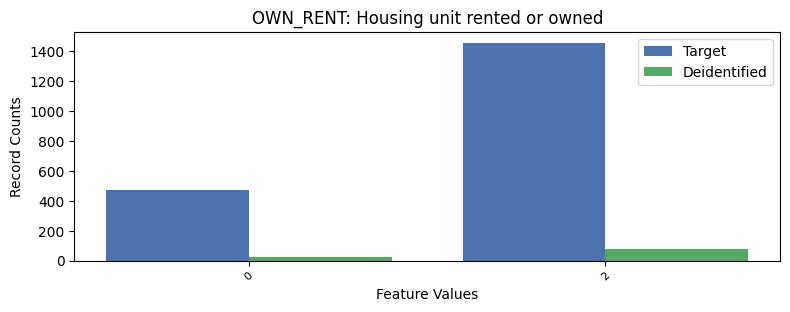 OWN_RENT: Housing unit rented or owned
Target
Deidentified
Record Counts
1400
1200
1000
800
600
400
200
0
0
2
Feature Values